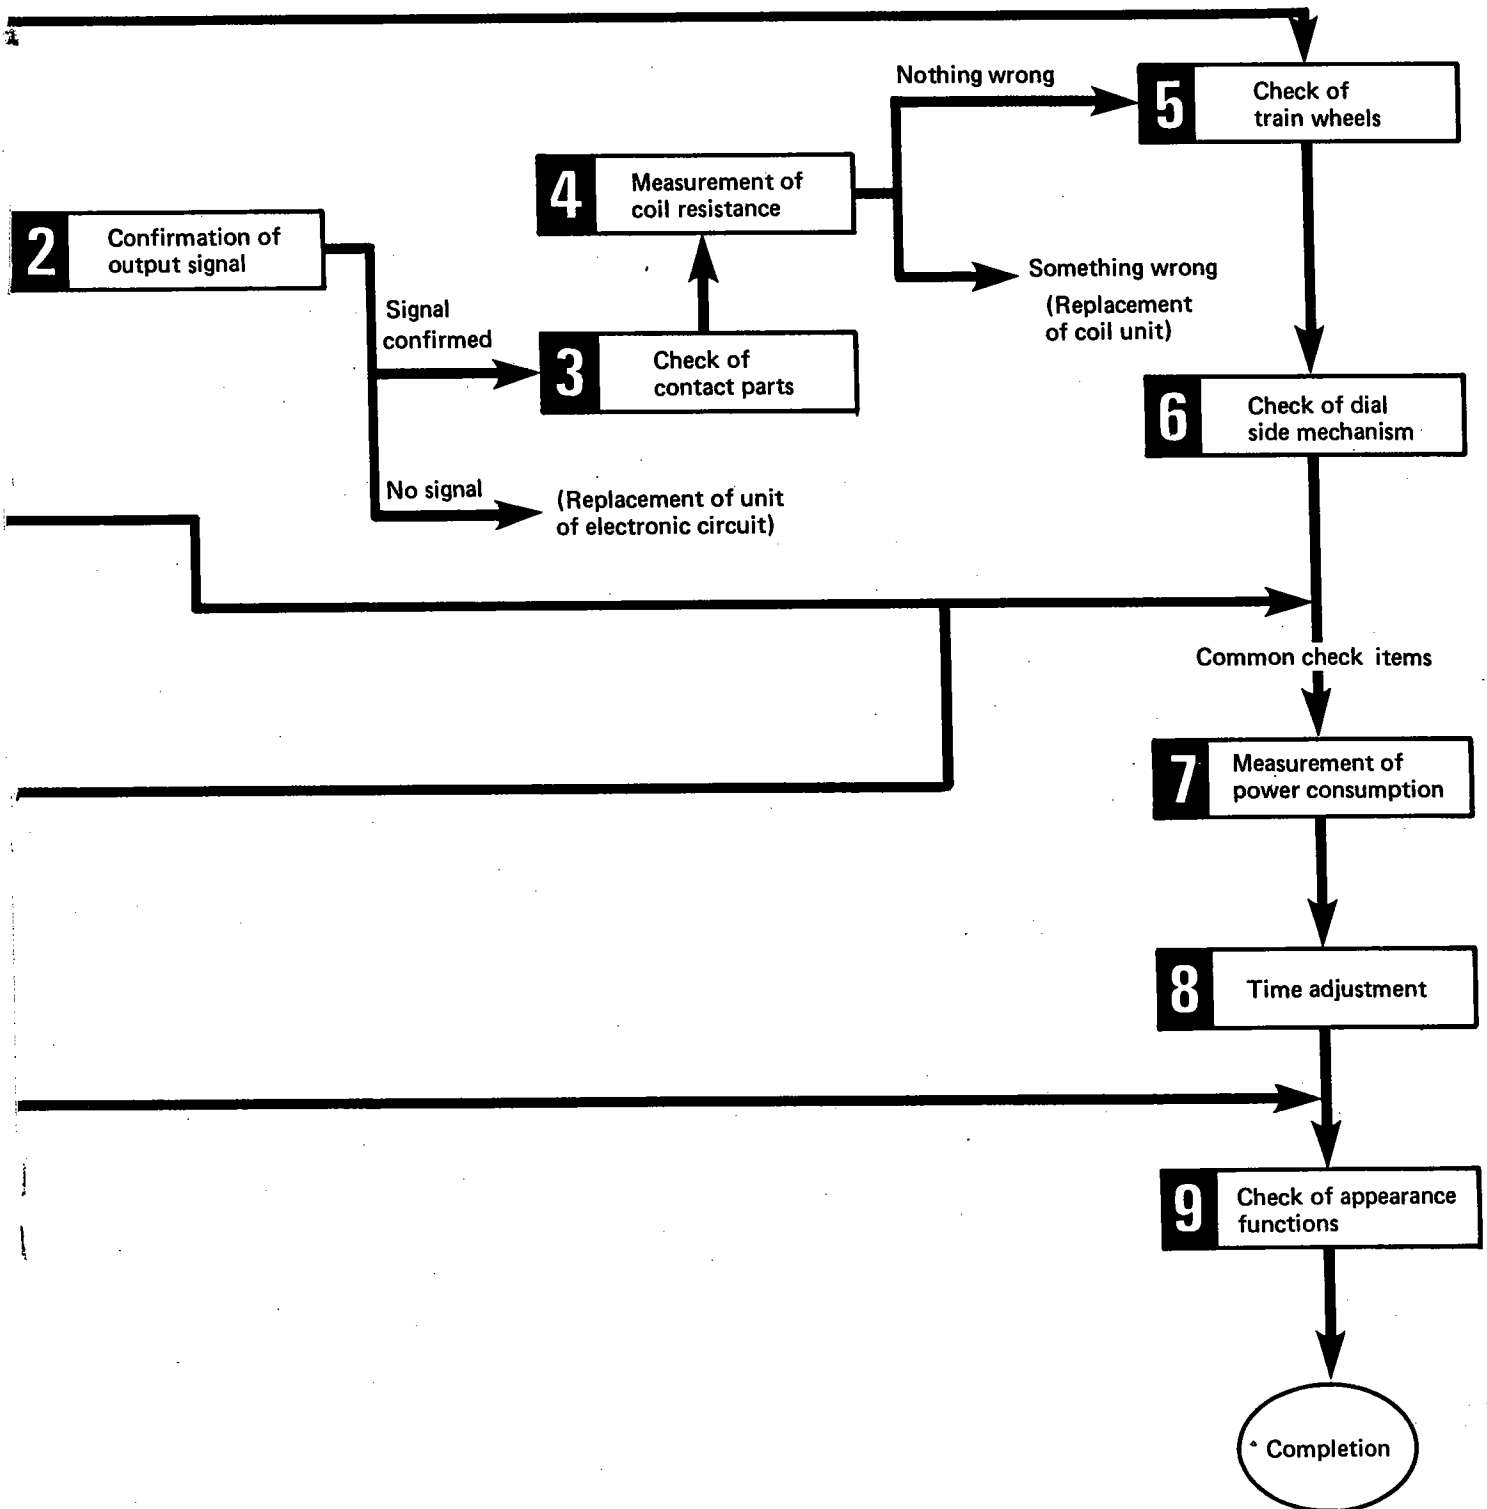 Nothing wrong
5
Check of
train wheels
4
Measurement of
coil resistance
2
Confirmation of
output signal
Something wrong
(Replacement
of coil unit)
Signal
confirmed
3
Check of
contact parts
6
Check of dial
side mechanism
No signal
(Replacement of unit
of electronic circuit)
Common check items
7
Measurement of
power consumption
8
Time adjustment
9
Check of appearance
functions
Completion